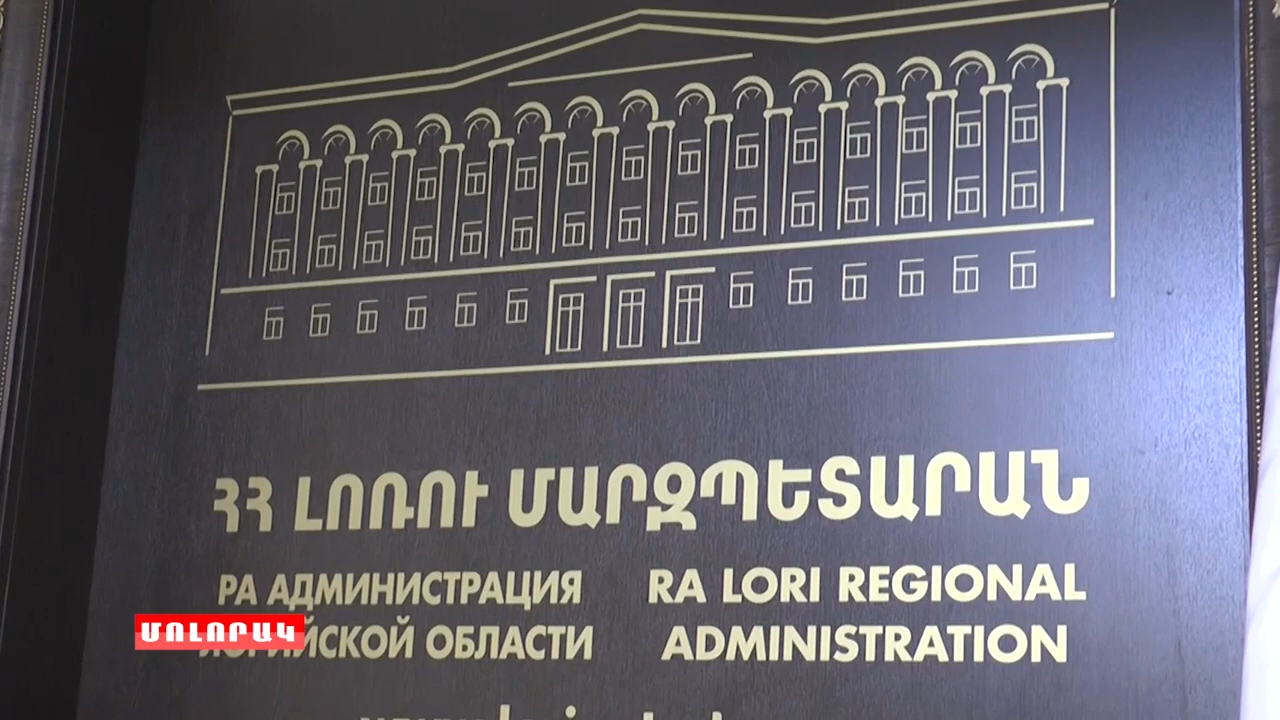 ՀՀ ԼՈՌՈՒ ՄԱՐԶՊԵՏԱՐԱՆ
РА АДМИНИСТРАЦИЯ
ЛОРИЙСКОЙ ОБЛАСТИ
RA LORI REGIONAL
ADMINISTRATION
ՄՈԼՈՐԱԿ